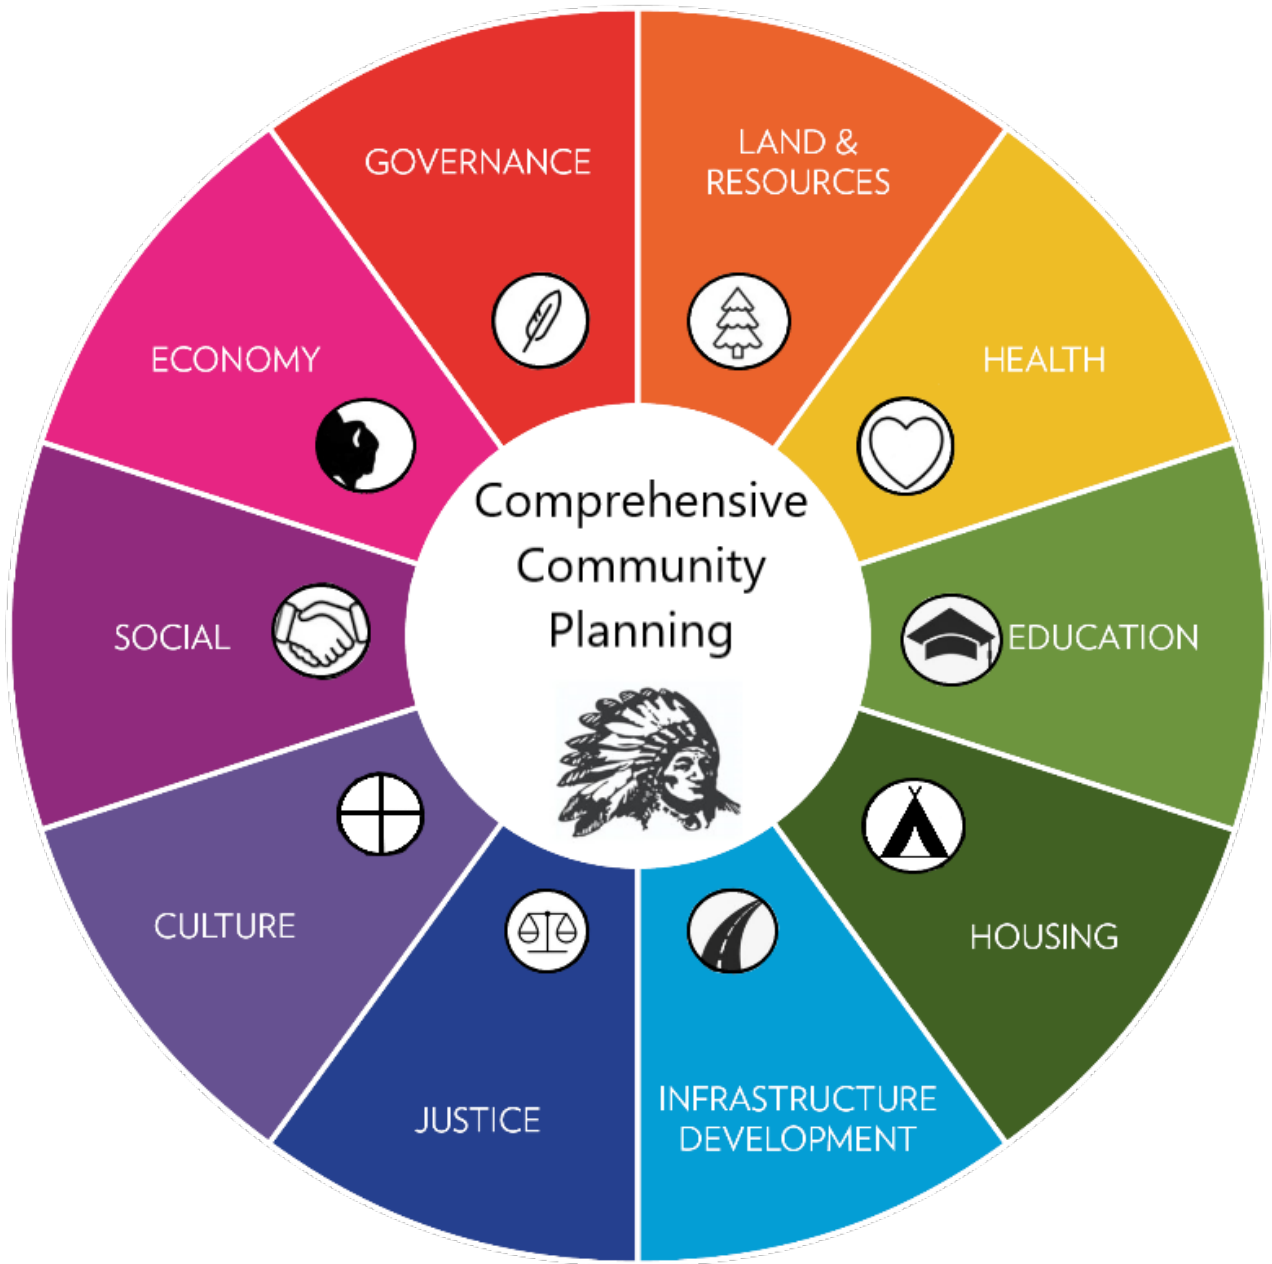 GOVERNANCE
LAND &
RESOURCES
HEALTH
EDUCATION
HOUSING
INFRASTRUCTURE
DEVELOPMENT
JUSTICE
CULTURE
SOCIAL
ECONOMY
Comprehensive
Community
Planning